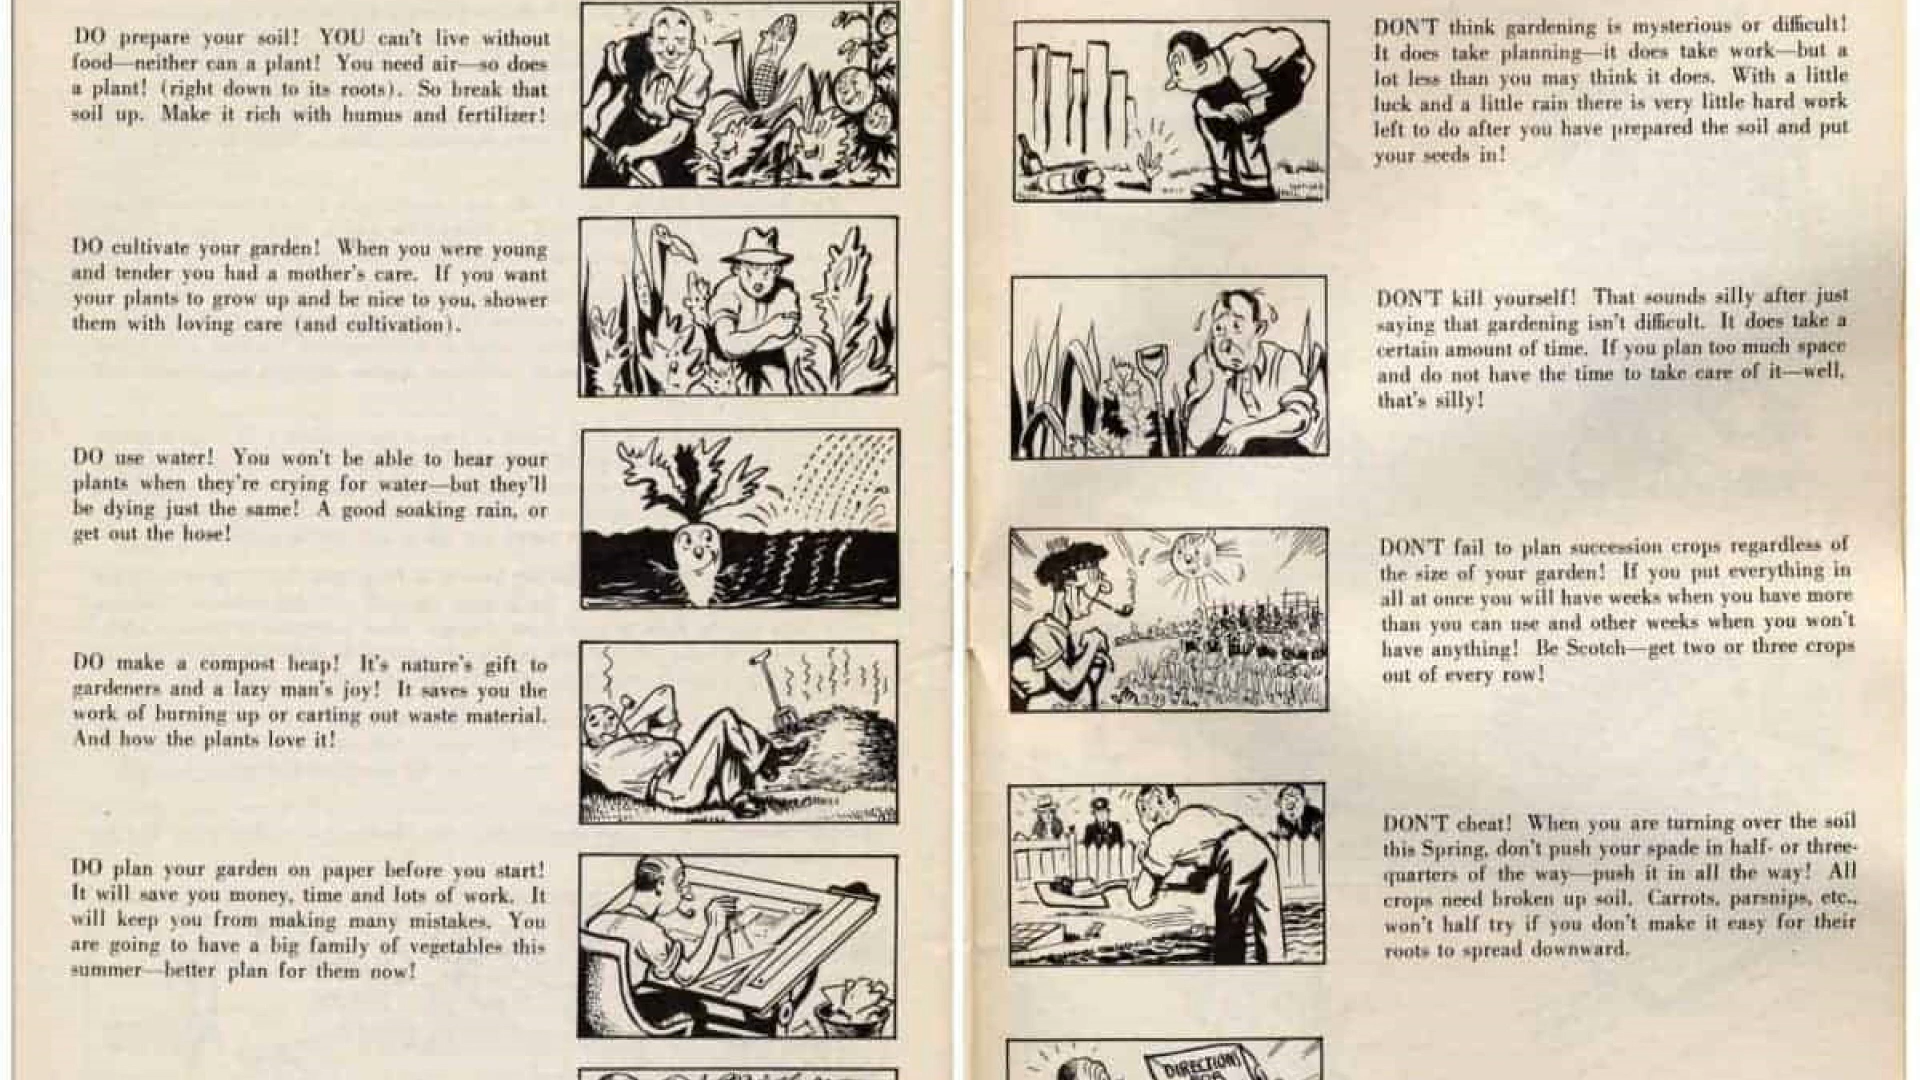 DO prepare your soil! YOU can't live without
food—neither can a plant! You need air—so does
a plant! (right down to its roots). So break that
soil up. Make it rich with humus and fertilizer!
DO cultivate your garden! When you were young
and tender you had a mother's care. If you want
your plants to grow up and be nice to you, shower
them with loving care (and cultivation).
DO use water! You won't be able to hear your
plants when they're crying for water—but they'll
be dying just the same! A good soaking rain, or
get out the hose!
DO make a compost heap! It's nature's gift to
gardeners and a lazy man's joy! It saves you the
work of burning up or carting out waste material.
And how the plants love it!
DO plan your garden on paper before you start!
It will save you money, time and lots of work. It
will keep you from making many mistakes. You
are going to have a big family of vegetables this
summer—better plan for them now!
DON'T think gardening is mysterious or difficult!
It does take planning—it does take work—but a
lot less than you may think it does. With a little
luck and a little rain there is very little hard work
left to do after you have prepared the soil and put
your seeds in!
DON'T kill yourself! That sounds silly after just
saying that gardening isn't difficult. It does take a
certain amount of time. If you plan too much space
and do not have the time to take care of it—well,
that's silly!
DON'T fail to plan succession crops regardless of
the size of your garden! If you put everything in
all at once you will have weeks when you have more
than you can use and other weeks when you won't
have anything! Be Scotch—get two or three crops
out of every row!
DON'T cheat! When you are turning over the soil
this Spring, don't push your spade in half- or three-
quarters of the way—push it in all the way! All
crops need broken up soil. Carrots, parsnips, etc.,
won't half try if you don't make it easy for their
roots to spread downward.
DIRECTIONS
FOR